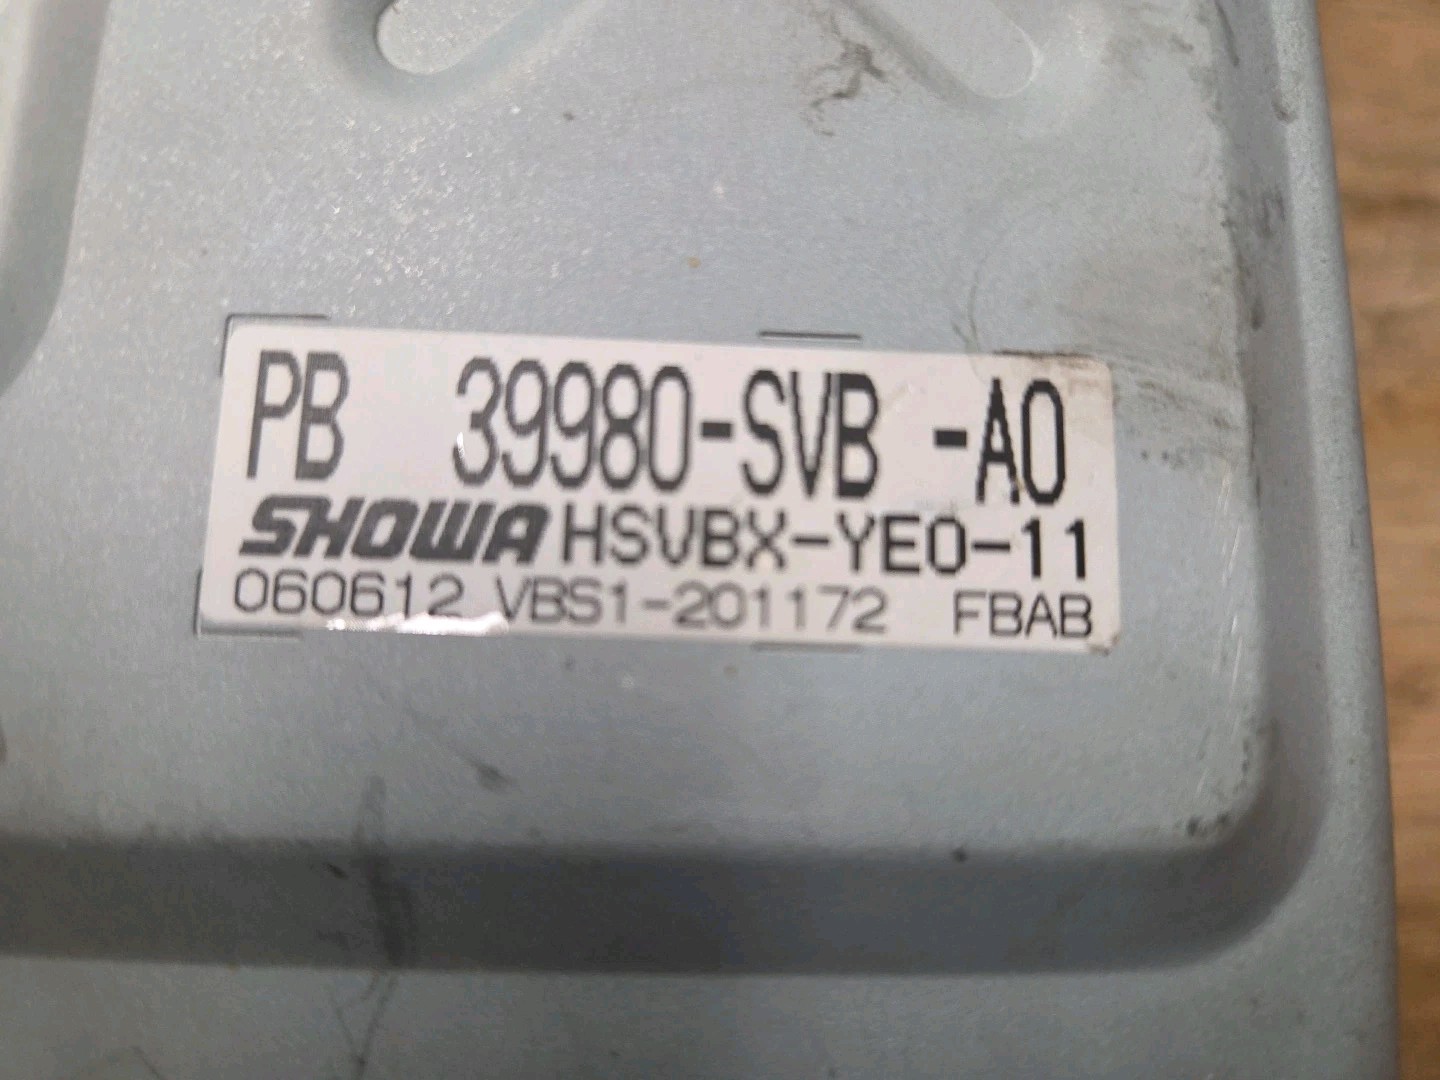 PB 39980-SVB -A0
SHOWA HSVBX-YE0-11
060612 VBS1-201172 FBAB